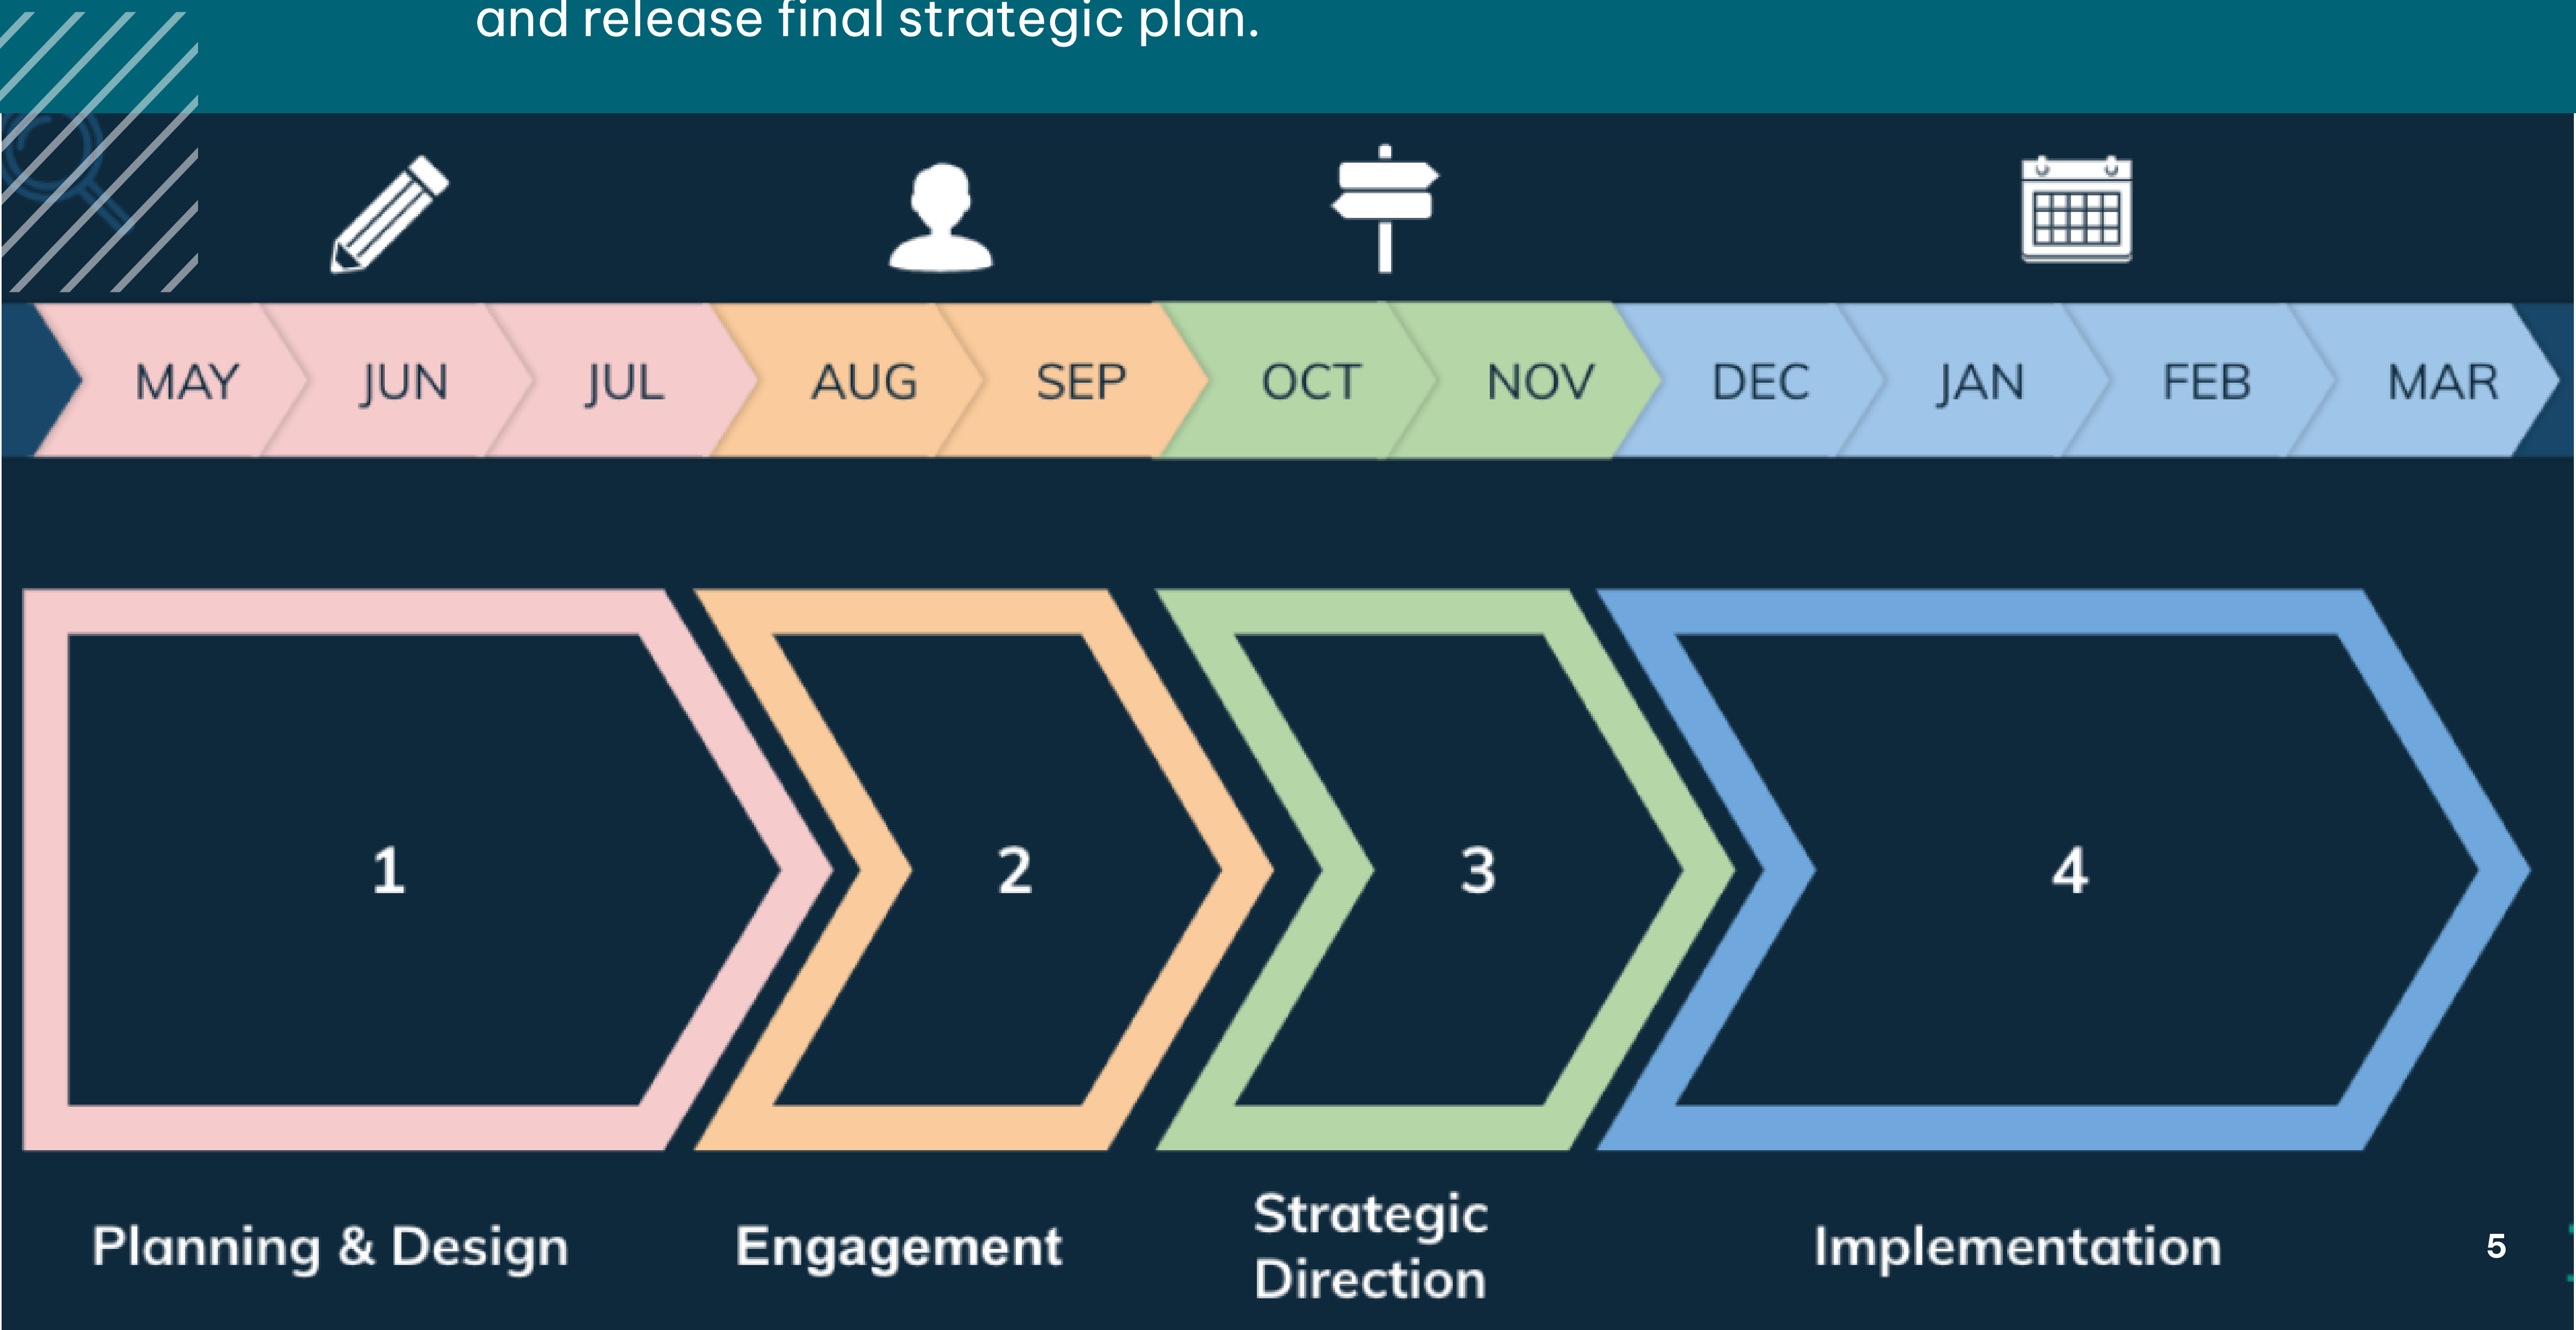 and release final strategic plan.
MAY JUN JUL AUG SEP OCT NOV DEC JAN FEB MAR
1 2 3 4
Planning & Design
Engagement
Strategic
Direction
Implementation
5